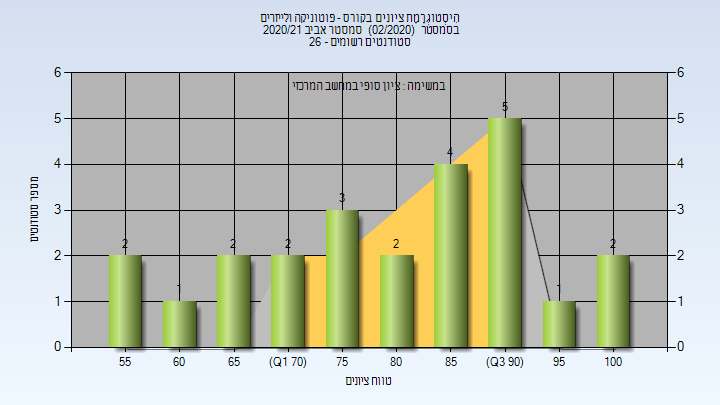 היסטוגרמת ציונים בקורס - פוטוניקה ולייזרים
בסמסטר (02/2020) סמסטר אביב 2020/21
סטודנטים רשומים - 26
במשימה : ציון סופי במחשב המרכזי
6 6
5 5
4 4
3 3
2 2
1 1
0 0
2 1 2 2 3 2 4 5 1 2
מספר סטודנטים
55 60 65 (Q1 70) 75 80 85 (Q3 90) 95 100
טווח ציונים